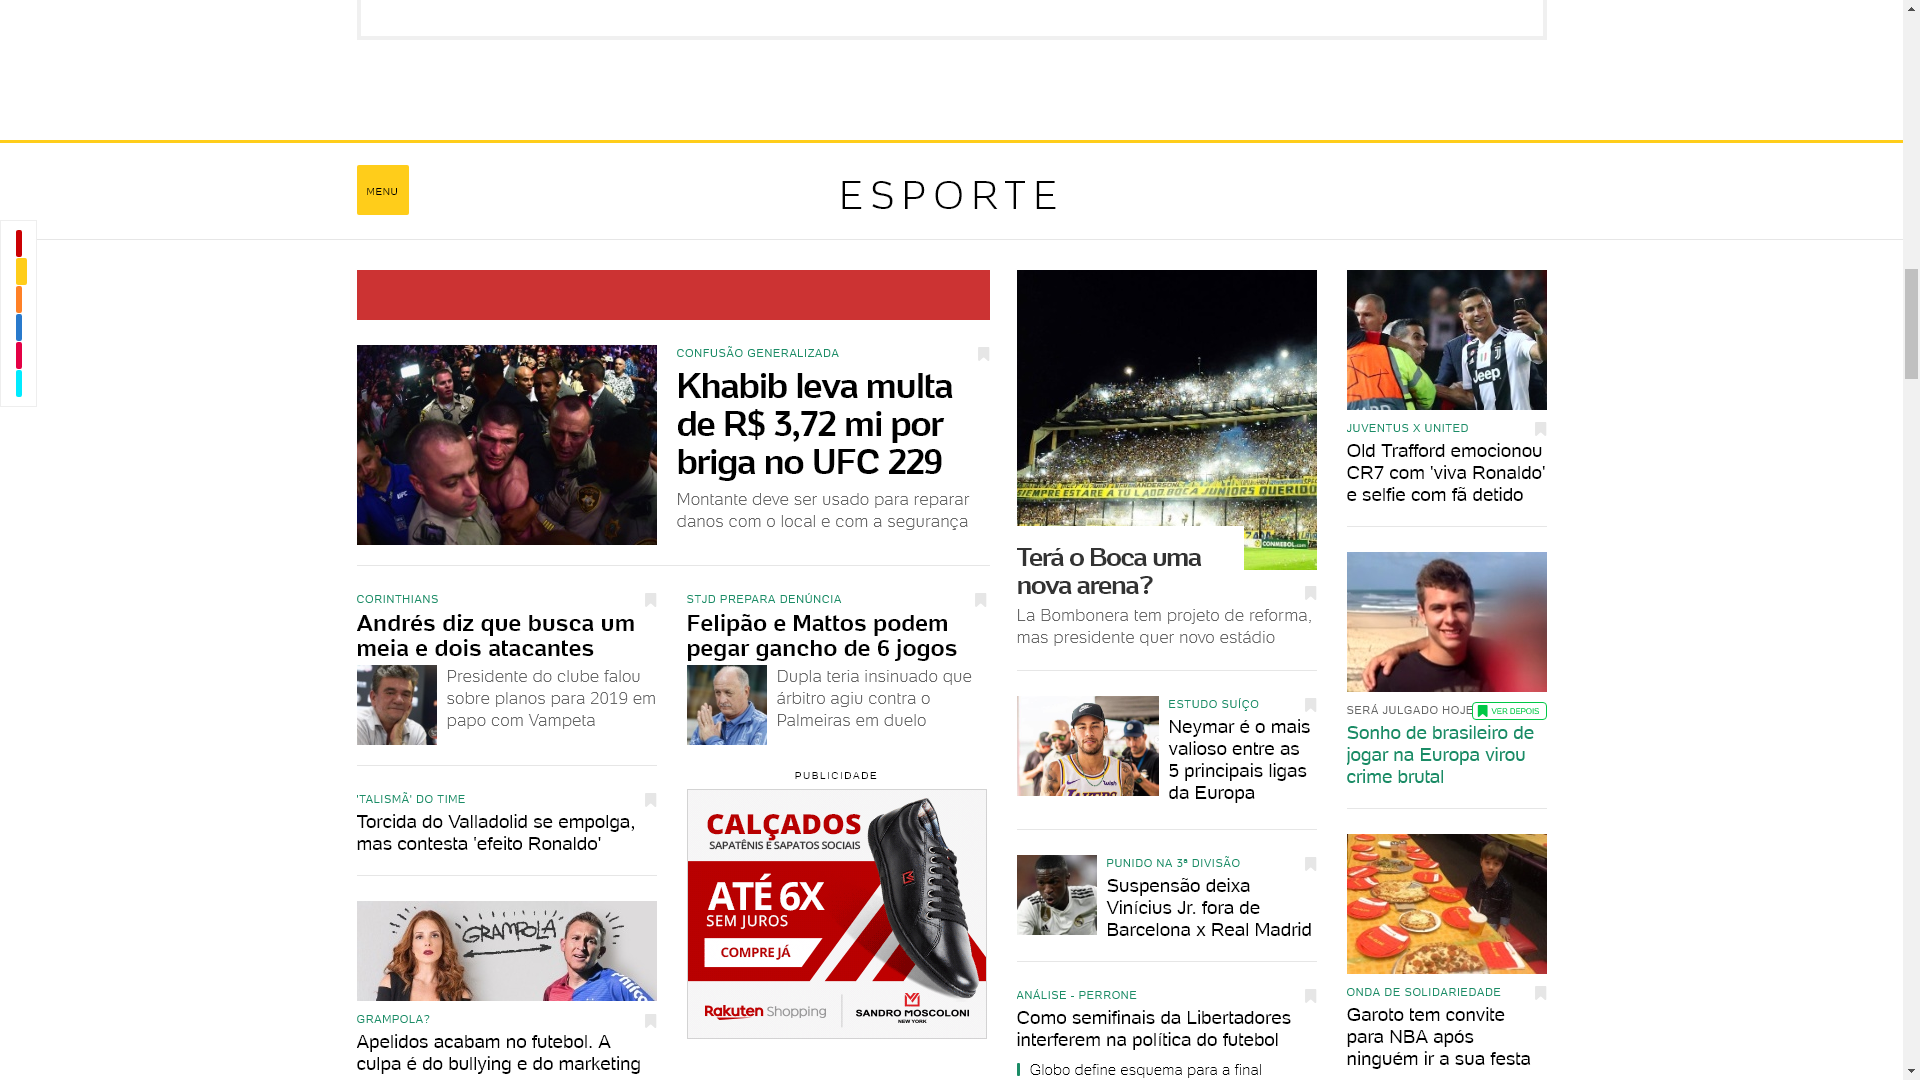 MENU
ESPORTE
CONFUSÃO GENERALIZADA
Khabib leva multa
de R$ 3,72 mi por
briga no UFC 229
Montante deve ser usado para reparar
danos com o local e com a segurança
CORINTHIANS
Andrés diz que busca um
meia e dois atacantes
Presidente do clube falou
sobre planos para 2019 em
papo com Vampeta
'TALISMÃ' DO TIME
Torcida do Valladolid se empolga,
mas contesta 'efeito Ronaldo'
GRAMPOLA
GRAMPOLA?
Apelidos acabam no futebol. A
culpa é do bullying e do marketing
STJD PREPARA DENÚNCIA
Felipão e Mattos podem
pegar gancho de 6 jogos
Dupla teria insinuado que
árbitro agiu contra o
Palmeiras em duelo
PUBLICIDADE
CALÇADOS
SAPATÊNIS E SAPATOS SOCIAIS
ATÉ 6X
SEM JUROS
COMPRE JÁ
Rakuten Shopping
SANDRO MOSCOLONI
NEW YORK
SIEMPRE ESTARE A TU LADO BOCA JUNIORS QUERIDO
CONMEBOL.com
Terá o Boca uma
nova arena?
La Bombonera tem projeto de reforma,
mas presidente quer novo estádio
ESTUDO SUÍÇO
Neymar é o mais
valioso entre as
5 principais ligas
da Europa
PUNIDO NA 3ª DIVISÃO
Suspensão deixa
Vinícius Jr. fora de
Barcelona x Real Madrid
ANÁLISE - PERRONE
Como semifinais da Libertadores
interferem na política do futebol
Globo define esquema para a final
Jeep
JUVENTUS X UNITED
Old Trafford emocionou
CR7 com 'viva Ronaldo'
e selfie com fã detido
SERÁ JULGADO HOJE
VER DEPOIS
Sonho de brasileiro de
jogar na Europa virou
crime brutal
ONDA DE SOLIDARIEDADE
Garoto tem convite
para NBA após
ninguém ir a sua festa